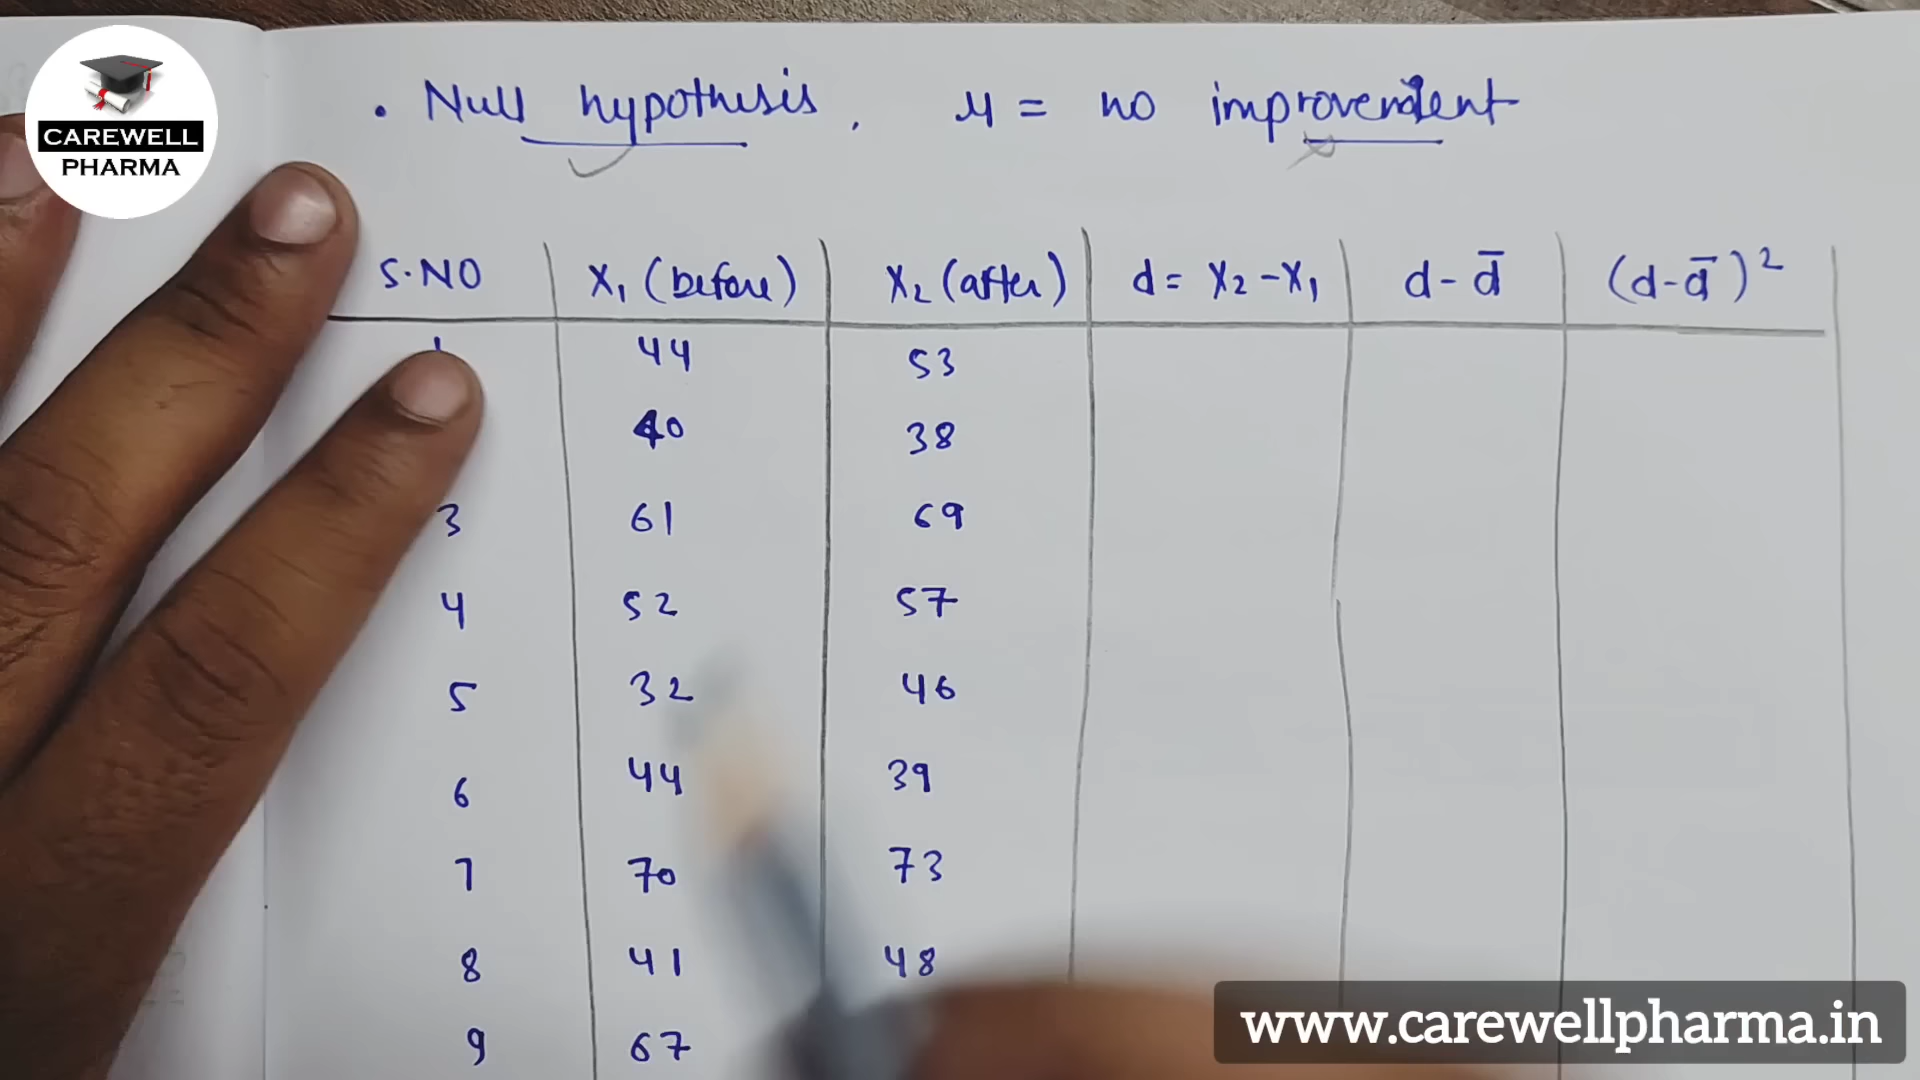 CAREWELL
PHARMA
• Null hypothesis, μ = no improvement
S.NO X₁ (before) X₂ (after) d = X₂ - X₁ d - d̄ (d - d̄)²
44 53
40 38
3 61 69
4 52 57
5 32 46
6 44 39
7 70 73
8 41 48
9 67
www.carewellpharma.in